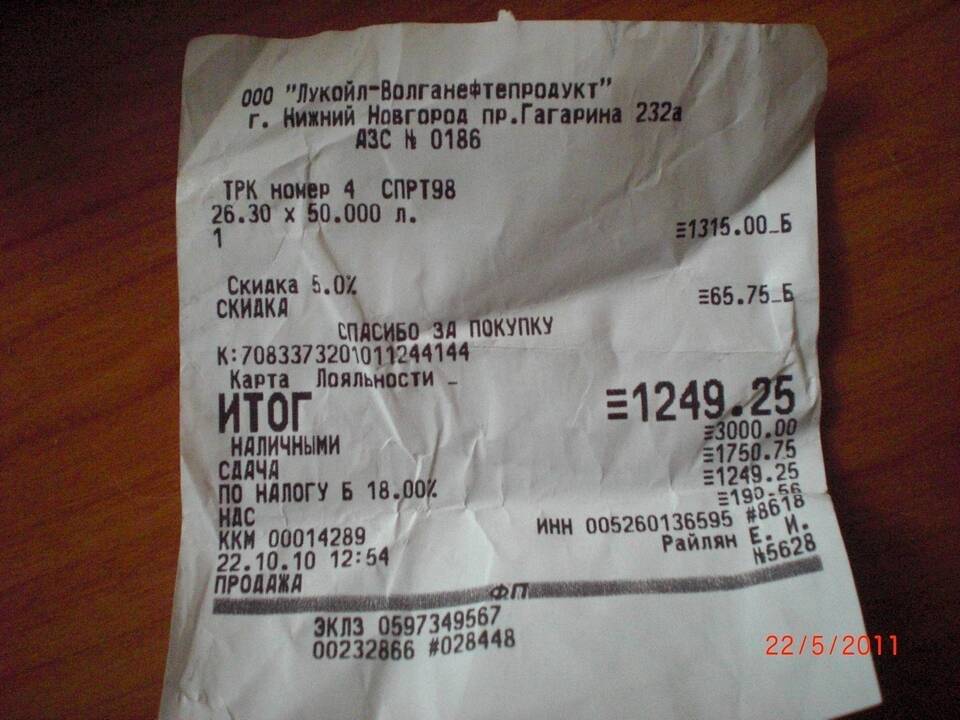 ООО "Лукойл-Волганефтепродукт"
г. Нижний Новгород пр.Гагарина 232а
АЗС № 0186
ТРК номер 4 СПРТ98
26.30 х 50.000 л.
1 ≡1315.00_Б
Скидка 5.0%
СКИДКА ≡65.75_Б
СПАСИБО ЗА ПОКУПКУ
К:7083373201011244144
Карта Лояльности _
ИТОГ ≡1249.25
НАЛИЧНЫМИ ≡3000.00
СДАЧА ≡1750.75
ПО НАЛОГУ Б 18.00% ≡1249.25
НДС ≡190.56
ККМ 00014289 ИНН 005260136595 #8618
22.10.10 12:54 Райлян Е. И.
ПРОДАЖА №5628
ФП
ЭКЛЗ 0597349567
00232866 #028448
22/5/2011